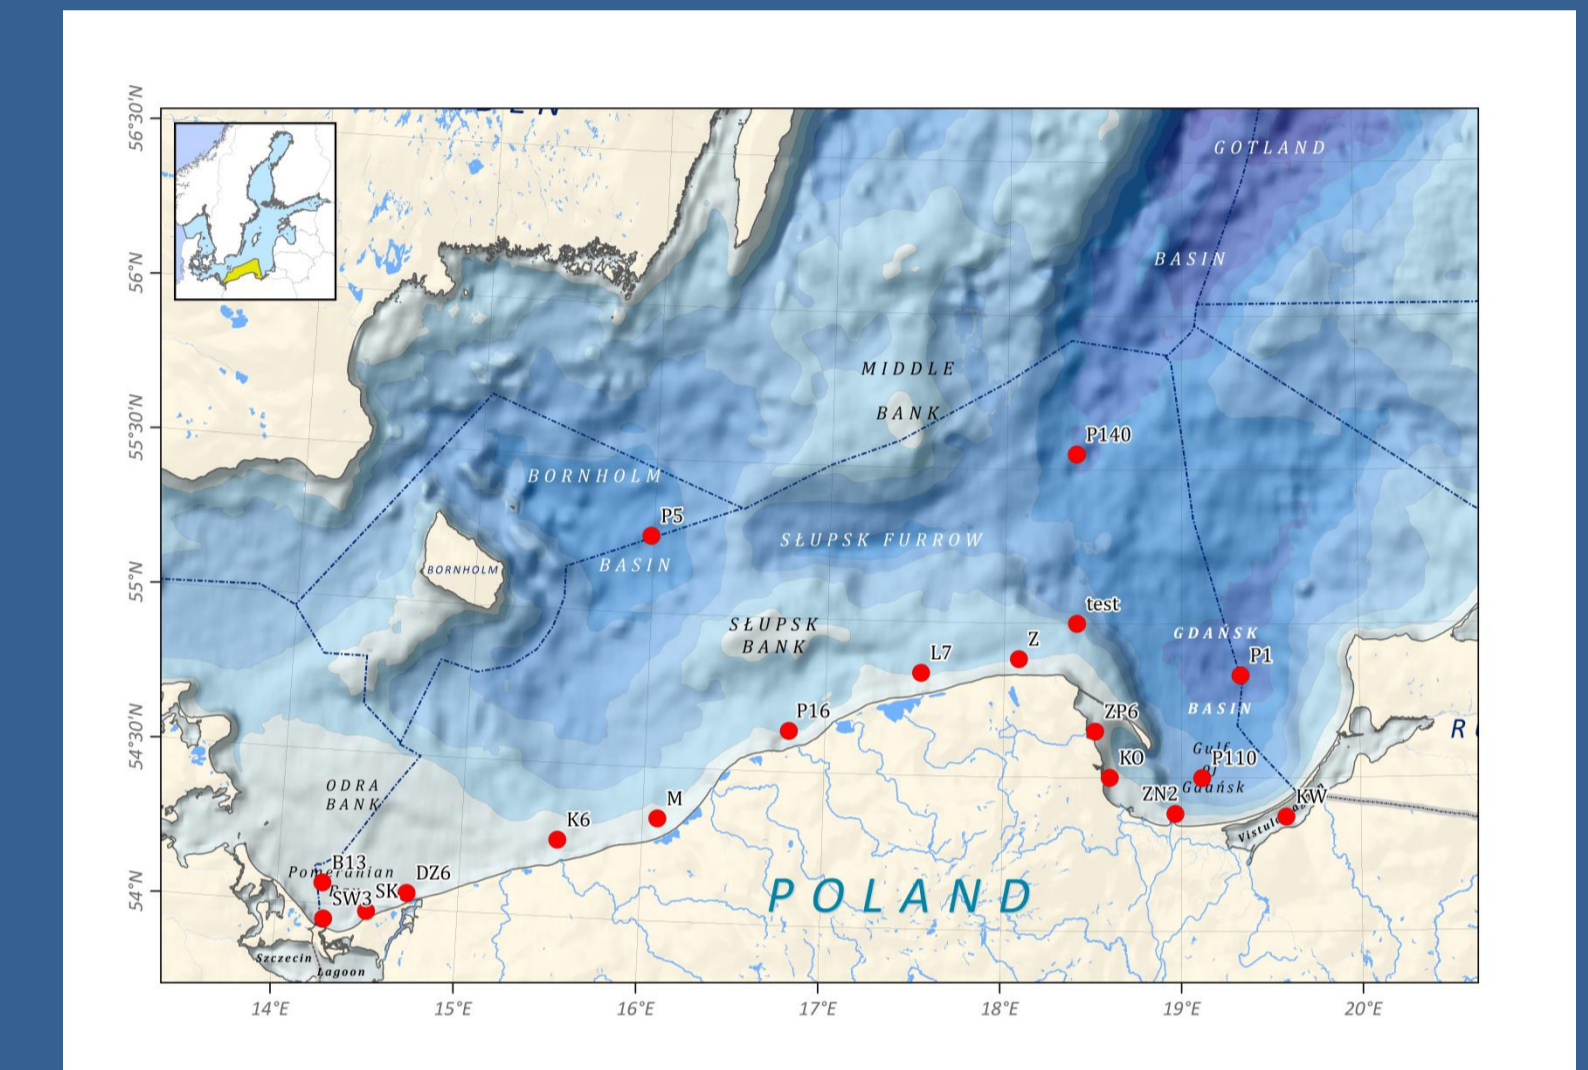 56°30'N
56°N
55°30'N
55°N
54°30'N
54°N
GOTLAND
BASIN
MIDDLE
BANK
P140
BORNHOLM
P5
BASIN
SŁUPSK FURROW
BORNHOLM
test
SŁUPSK
BANK
Z
L7
GDAŃSK
P1
BASIN
P16
ZP6
Gulf
of
Gdańsk
KO
P110
ZN2
KW
ODRA
BANK
M
K6
B13
Pomeranian
DZ6
SK
SW3
POLAND
Szczecin
Lagoon
14°E
15°E
16°E
17°E
18°E
19°E
20°E